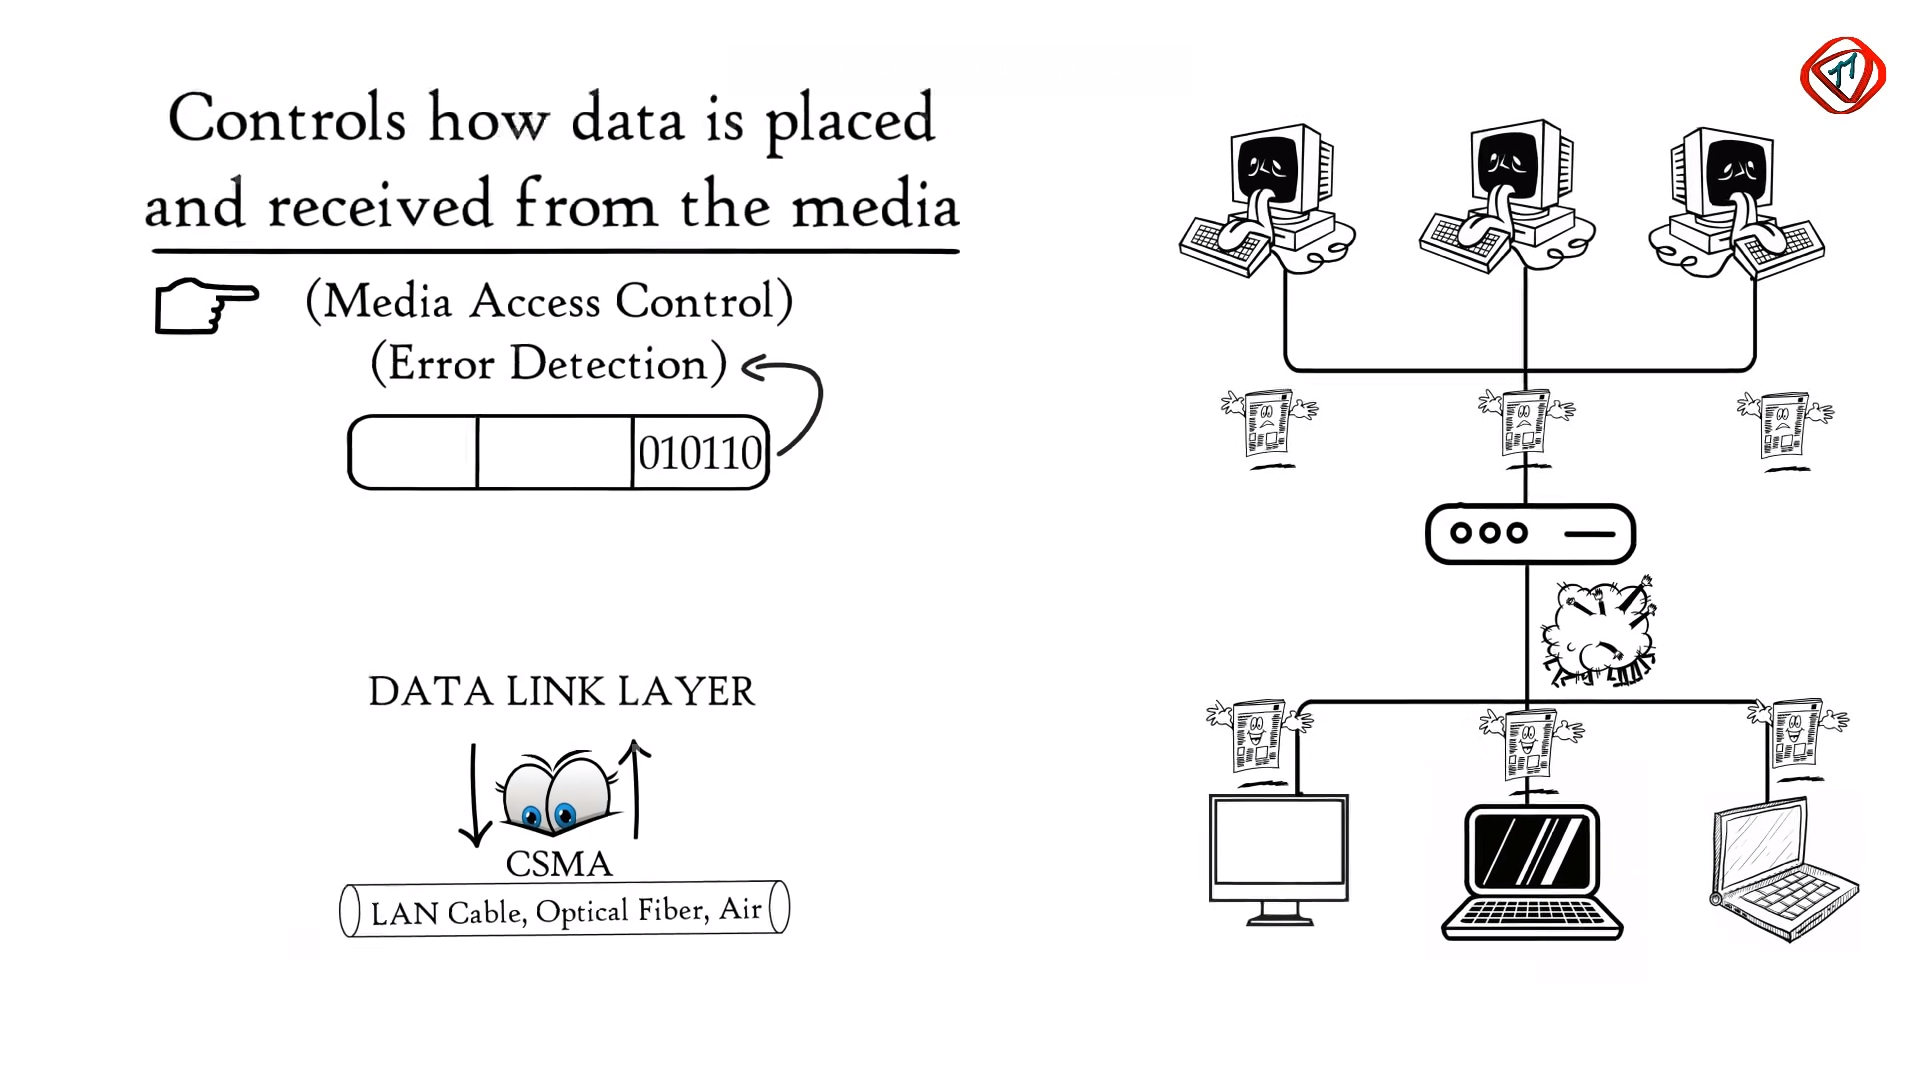 Controls how data is placed
and received from the media
(Media Access Control)
(Error Detection)
010110
DATA LINK LAYER
CSMA
LAN Cable, Optical Fiber, Air